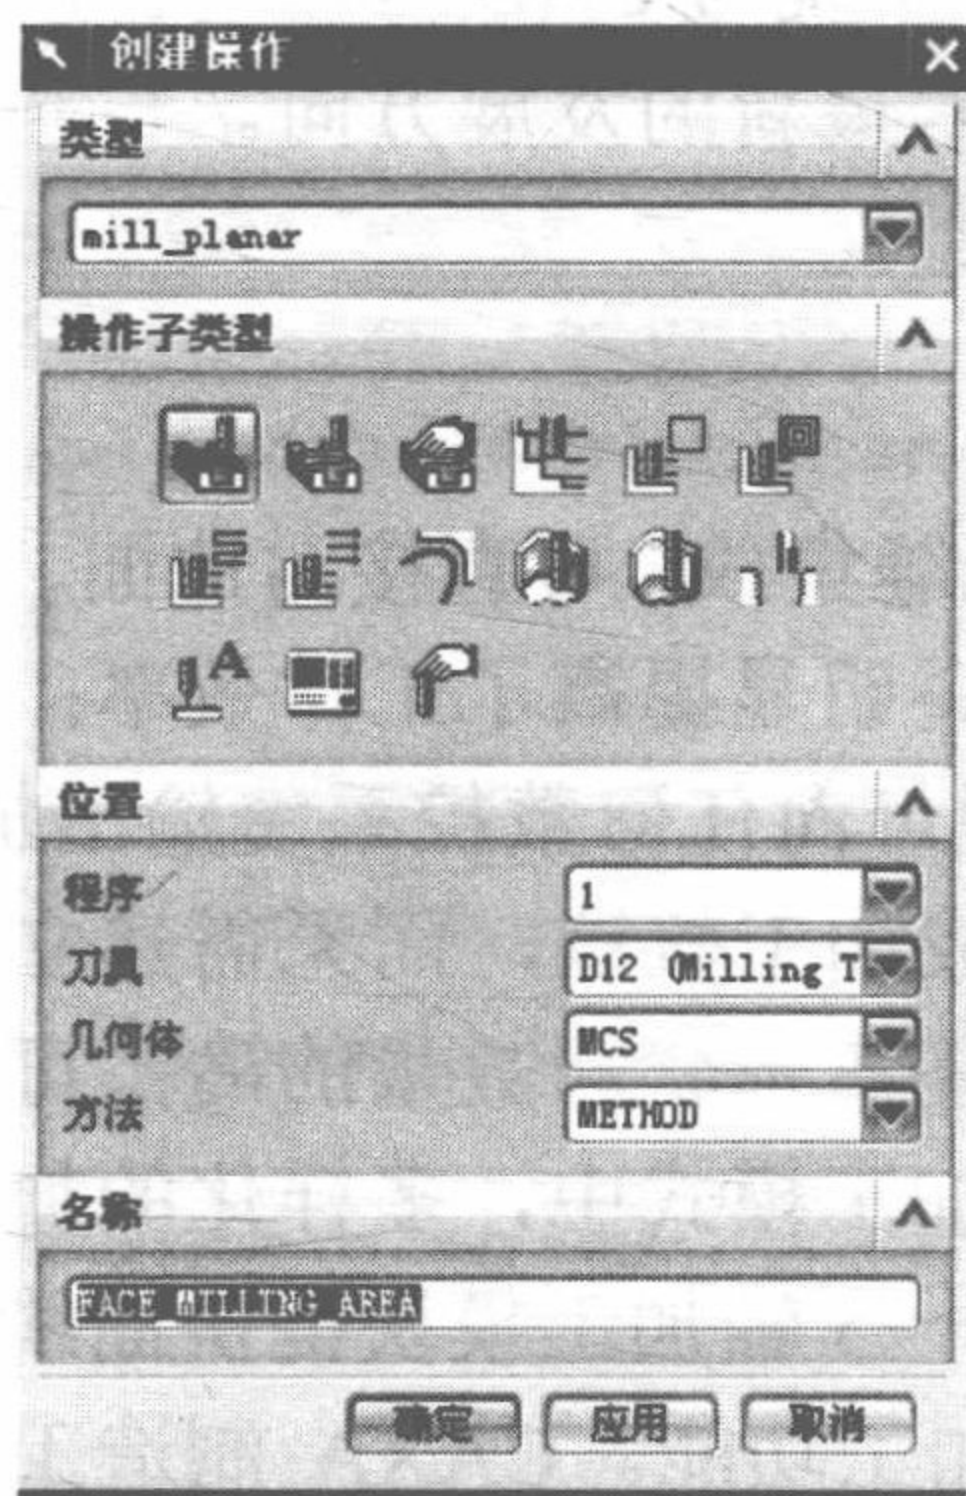 创建操作
类型
mill_planar
操作子类型
A
位置
程序 1
刀具 D12 (Milling T
几何体 MCS
方法 METHOD
名称
FACE_MILLING_AREA
确定 应用 取消